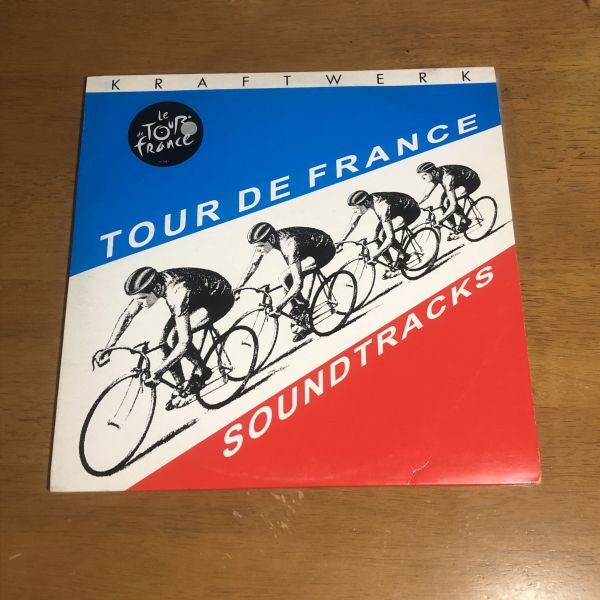 KRAFTWERK
le
TOUR
de
france
TOUR DE FRANCE
SOUNDTRACKS